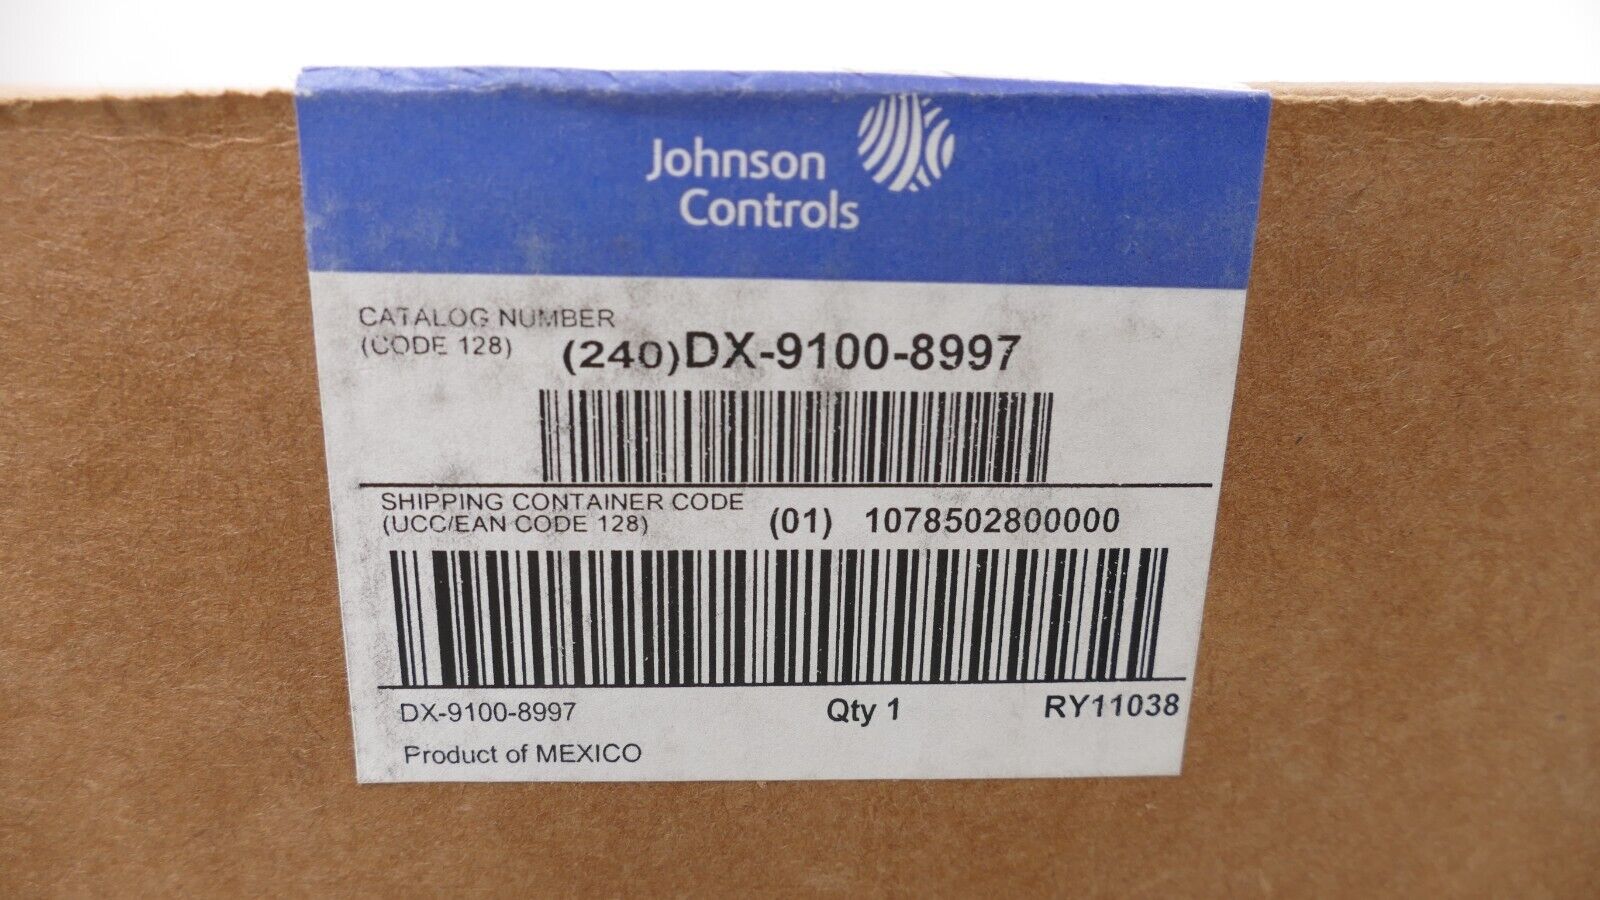 Johnson
Controls
CATALOG NUMBER
(CODE 128)
(240)DX-9100-8997
SHIPPING CONTAINER CODE
(UCC/EAN CODE 128)
(01) 1078502800000
DX-9100-8997 Qty 1 RY11038
Product of MEXICO